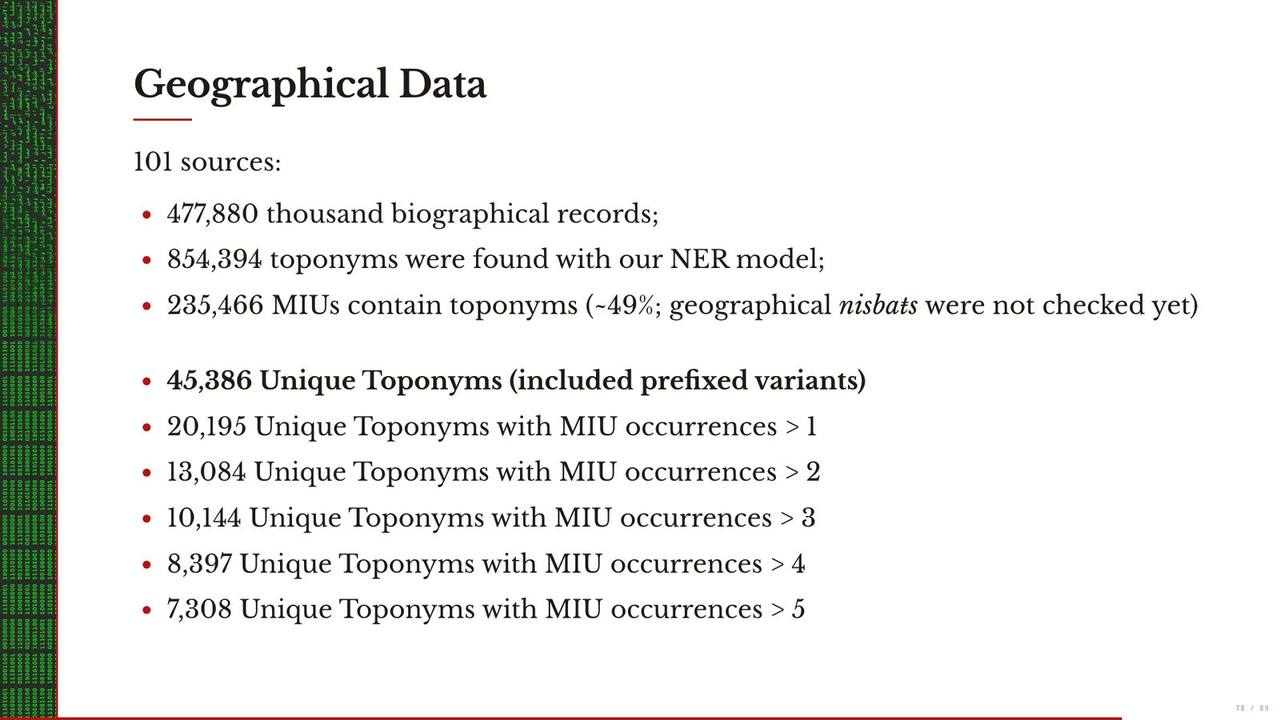 Geographical Data
101 sources:
• 477,880 thousand biographical records;
• 854,394 toponyms were found with our NER model;
• 235,466 MIUs contain toponyms (~49%; geographical nisbaŧs were not checked yet)
• 45,386 Unique Toponyms (included prefixed variants)
• 20,195 Unique Toponyms with MIU occurrences > 1
• 13,084 Unique Toponyms with MIU occurrences > 2
• 10,144 Unique Toponyms with MIU occurrences > 3
• 8,397 Unique Toponyms with MIU occurrences > 4
• 7,308 Unique Toponyms with MIU occurrences > 5
78 / 89